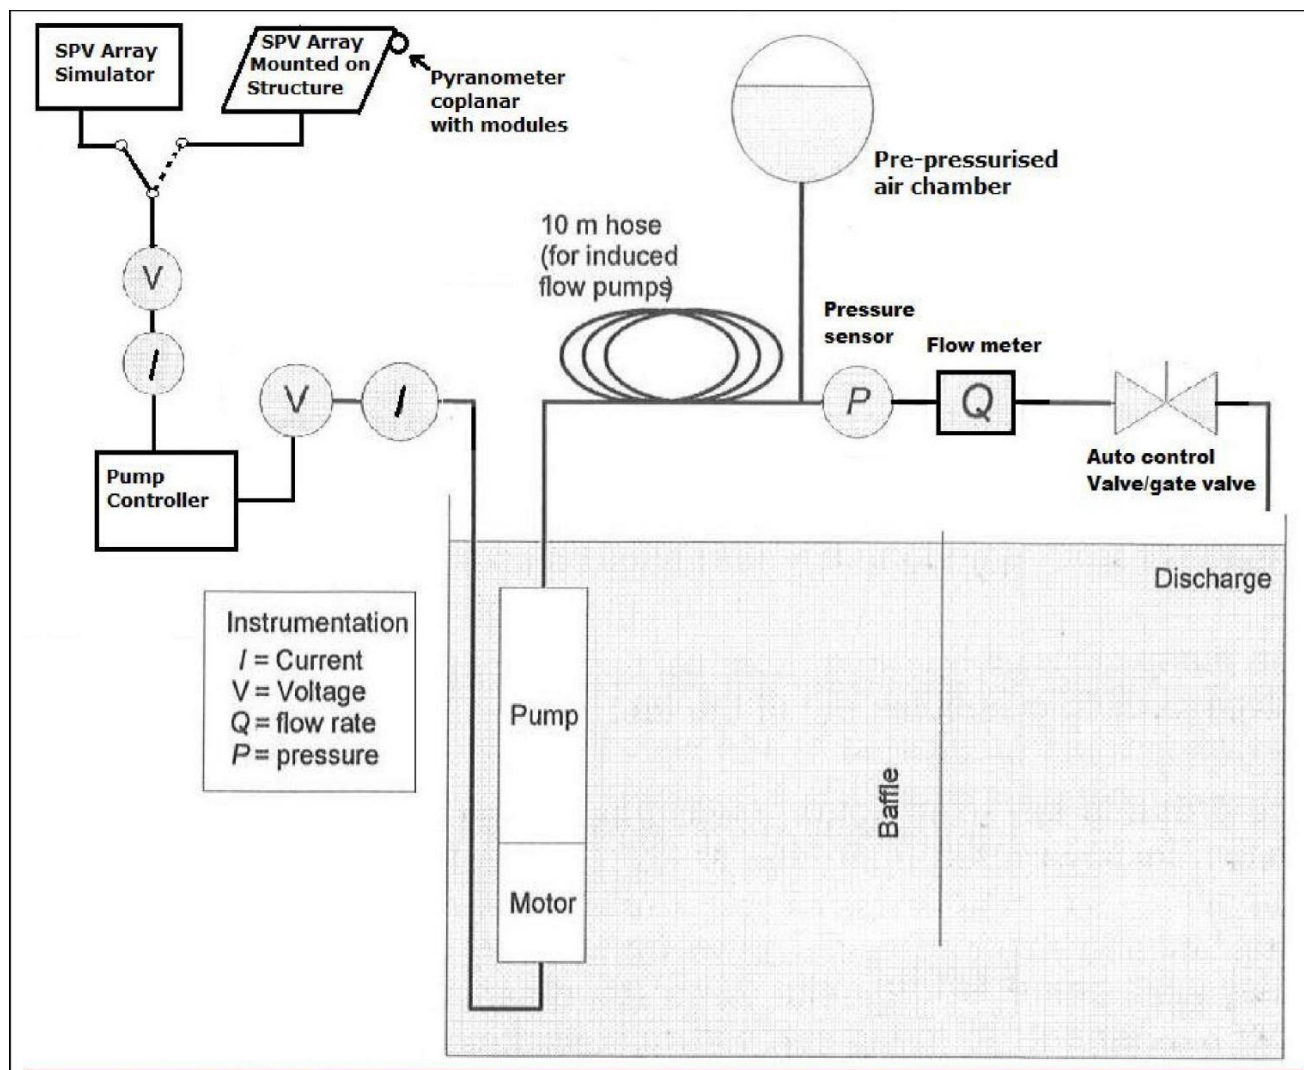 SPV Array
Simulator
SPV Array
Mounted on
Structure
Pyranometer
coplanar
with modules
Pre-pressurised
air chamber
10 m hose
(for induced
flow pumps)
Pressure
sensor
Flow meter
V
I
V
I
P
Q
Auto control
Valve/gate valve
Pump
Controller
Discharge
Instrumentation
I = Current
V = Voltage
Q = flow rate
P = pressure
Pump
Baffle
Motor